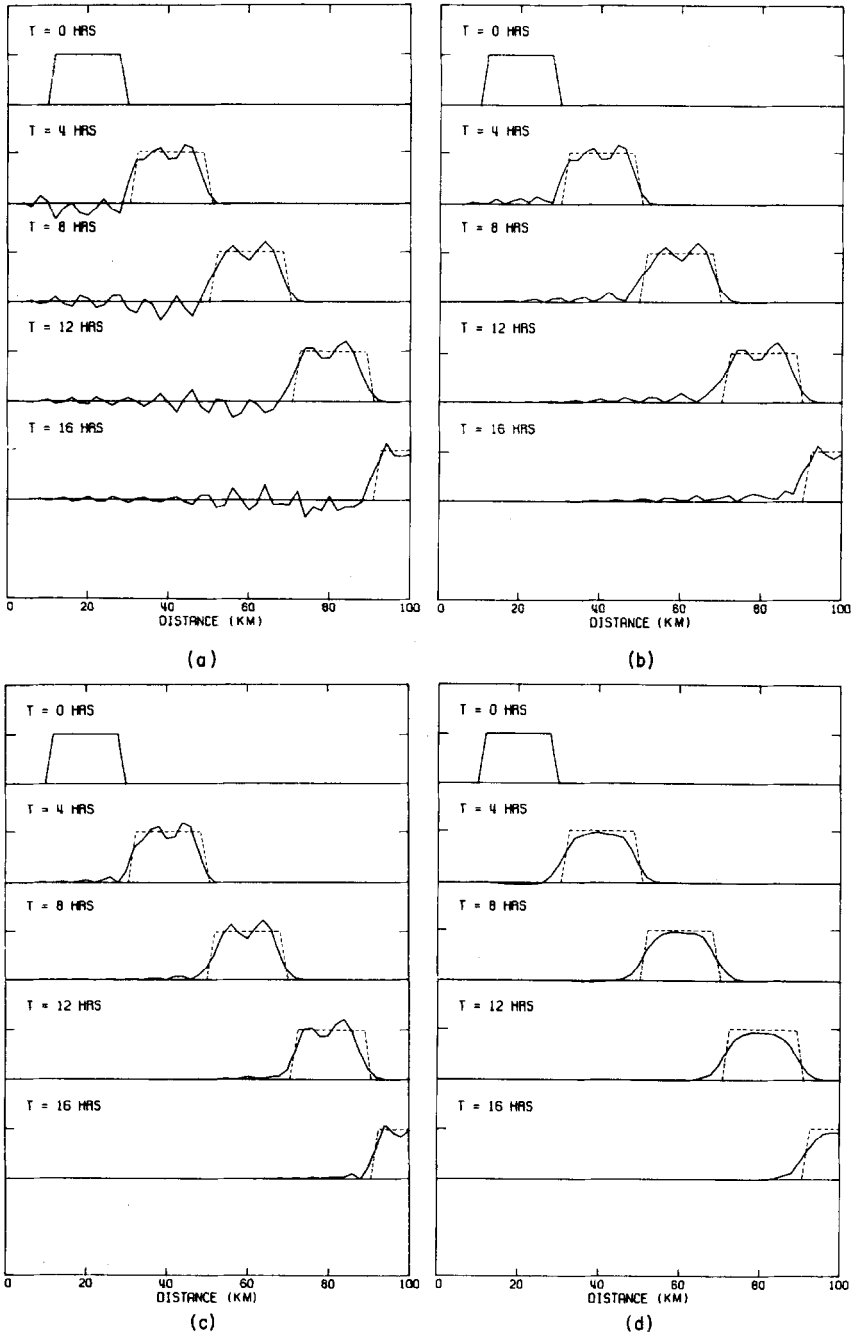 T = 0 HRS
T = 4 HRS
T = 8 HRS
T = 12 HRS
T = 16 HRS
0 20 40 60 80 100
DISTANCE (KM)
(a)
T = 0 HRS
T = 4 HRS
T = 8 HRS
T = 12 HRS
T = 16 HRS
0 20 40 60 80 100
DISTANCE (KM)
(b)
T = 0 HRS
T = 4 HRS
T = 8 HRS
T = 12 HRS
T = 16 HRS
0 20 40 60 80 100
DISTANCE (KM)
(c)
T = 0 HRS
T = 4 HRS
T = 8 HRS
T = 12 HRS
T = 16 HRS
0 20 40 60 80 100
DISTANCE (KM)
(d)